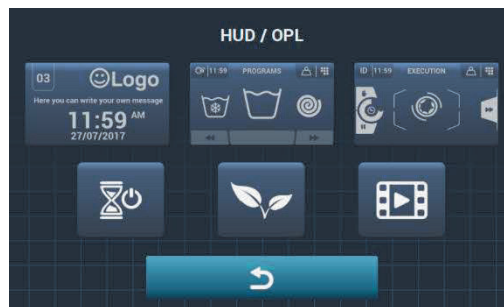 HUD / OPL
03
Logo
Here you can write your own message
11:59 AM
27/07/2017
11:59 PROGRAMS
ID 11:59 EXECUTION